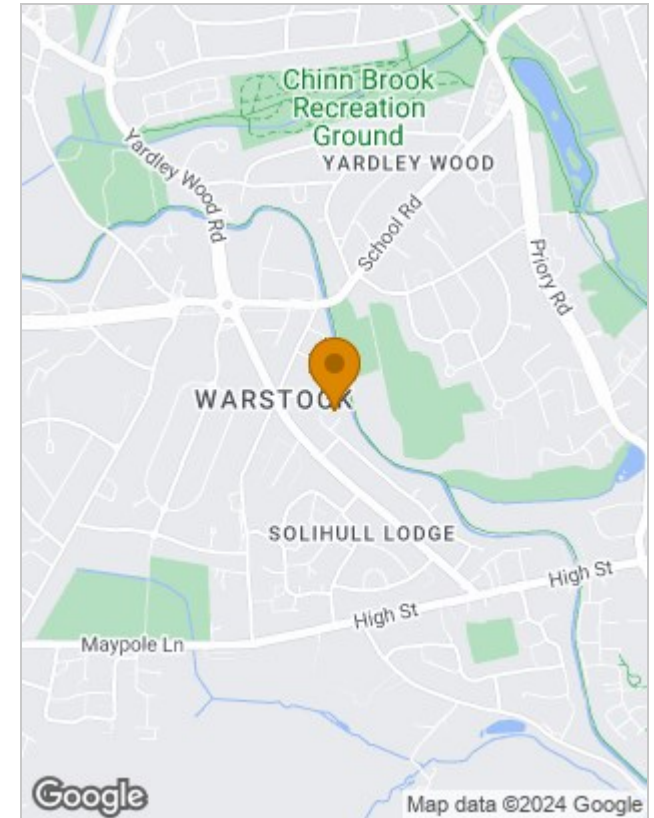 Chinn Brook
Recreation
Ground
YARDLEY WOOD
Yardley Wood Rd
School Rd
Priory Rd
WARSTOCK
SOLIHULL LODGE
High St
High St
Maypole Ln
Google
Map data ©2024 Google